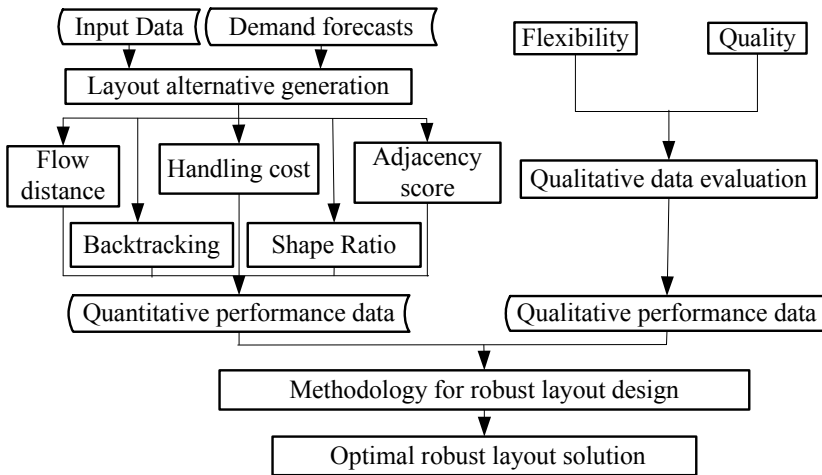 Input Data
Demand forecasts
Flexibility
Quality
Layout alternative generation
Flow
distance
Handling cost
Adjacency
score
Qualitative data evaluation
Backtracking
Shape Ratio
Quantitative performance data
Qualitative performance data
Methodology for robust layout design
Optimal robust layout solution